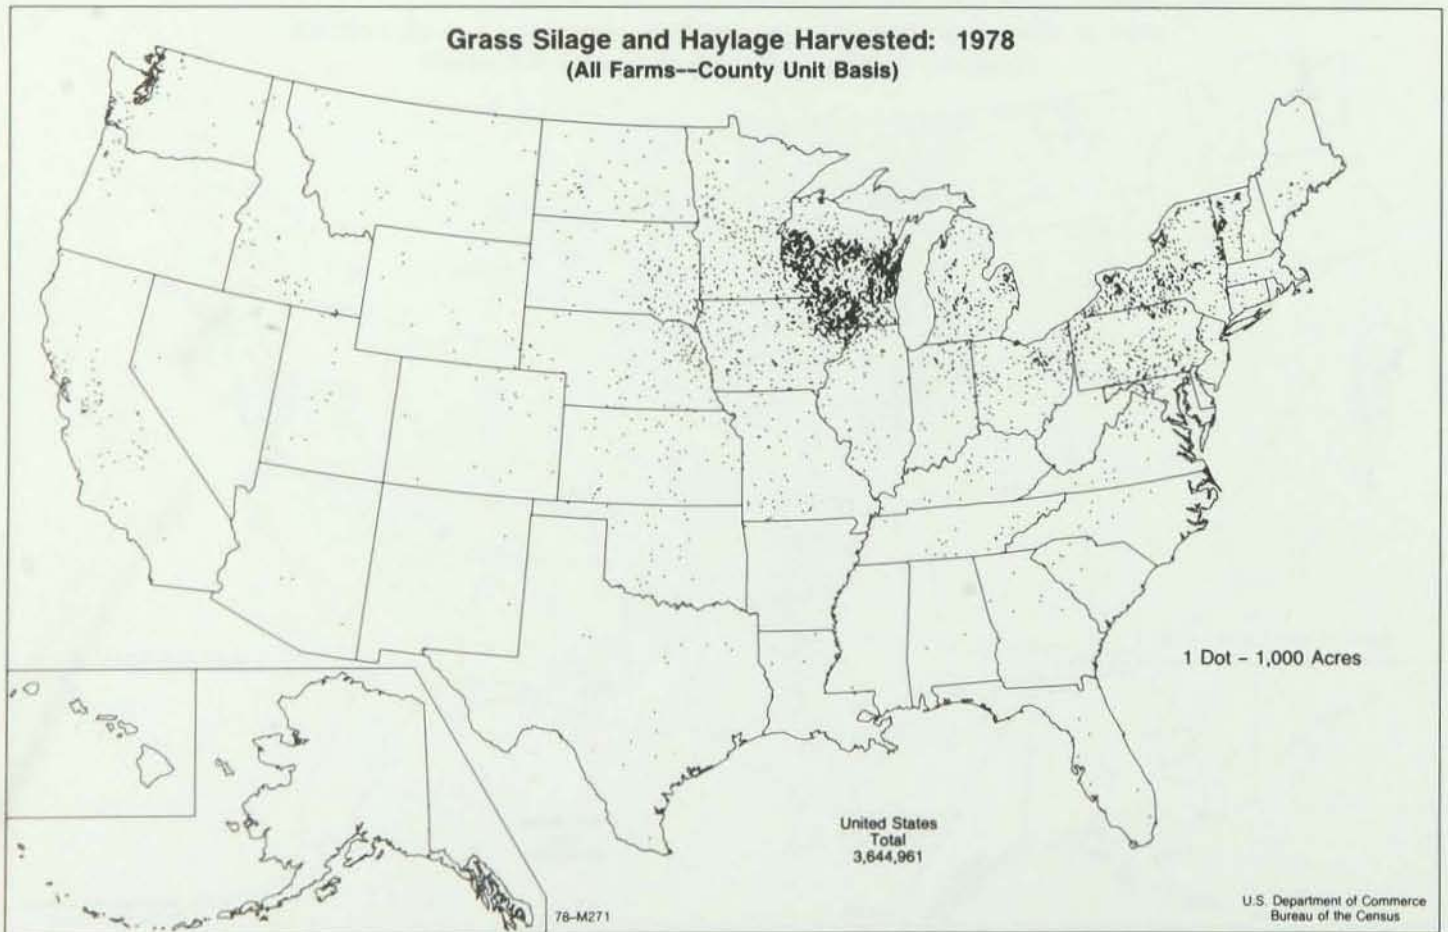 Grass Silage and Haylage Harvested: 1978
(All Farms--County Unit Basis)
1 Dot - 1,000 Acres
United States
Total
3,644,961
78-M271
U.S. Department of Commerce
Bureau of the Census